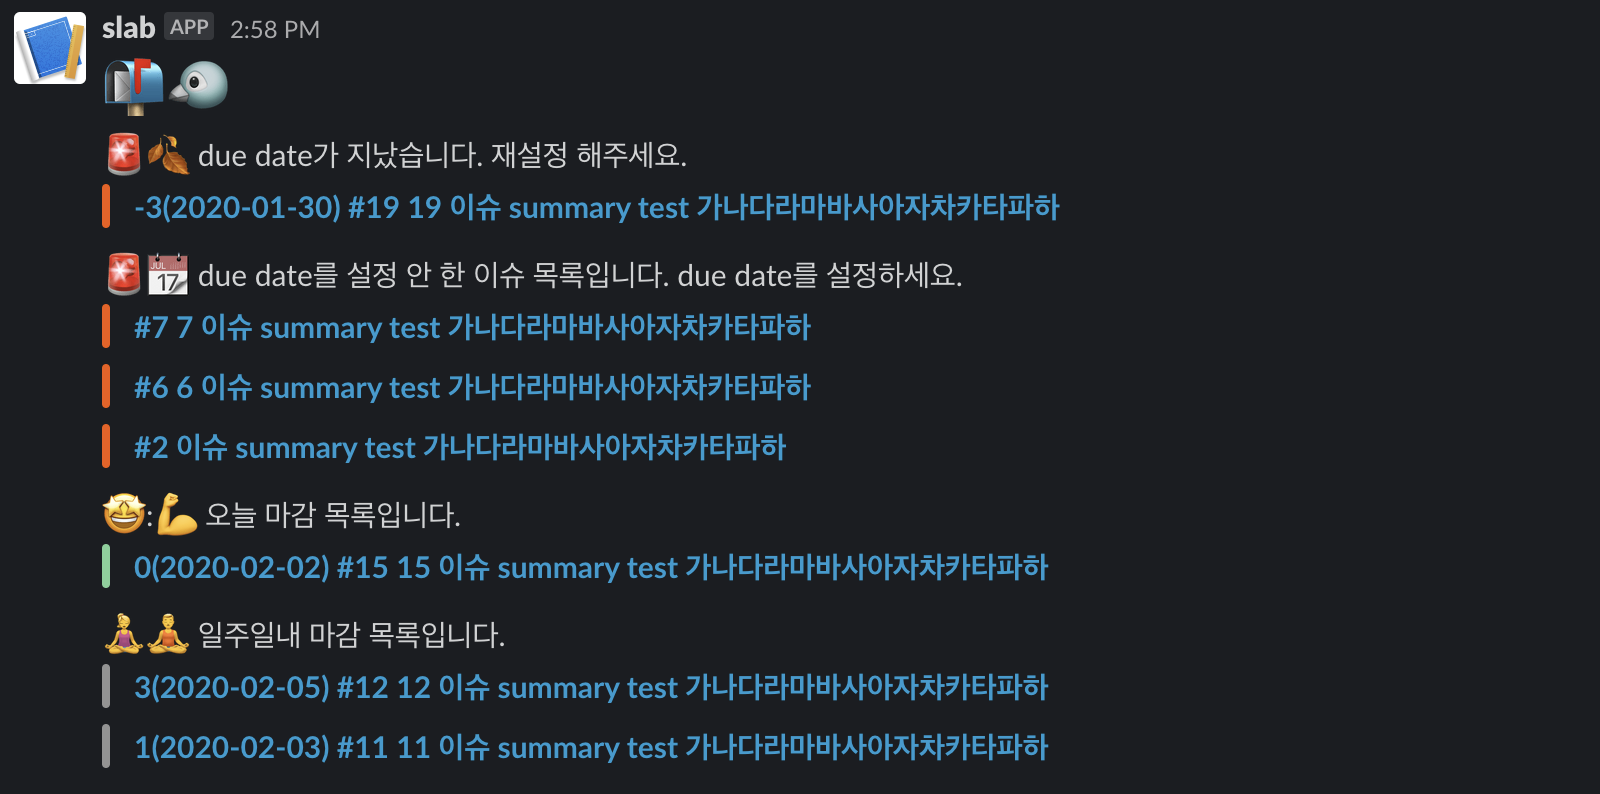 slab APP 2:58 PM
due date가 지났습니다. 재설정 해주세요.
-3(2020-01-30) #19 19 이슈 summary test 가나다라마바사아자차카타파하
JUL 17 due date를 설정 안 한 이슈 목록입니다. due date를 설정하세요.
#7 7 이슈 summary test 가나다라마바사아자차카타파하
#6 6 이슈 summary test 가나다라마바사아자차카타파하
#2 이슈 summary test 가나다라마바사아자차카타파하
: 오늘 마감 목록입니다.
0(2020-02-02) #15 15 이슈 summary test 가나다라마바사아자차카타파하
일주일내 마감 목록입니다.
3(2020-02-05) #12 12 이슈 summary test 가나다라마바사아자차카타파하
1(2020-02-03) #11 11 이슈 summary test 가나다라마바사아자차카타파하